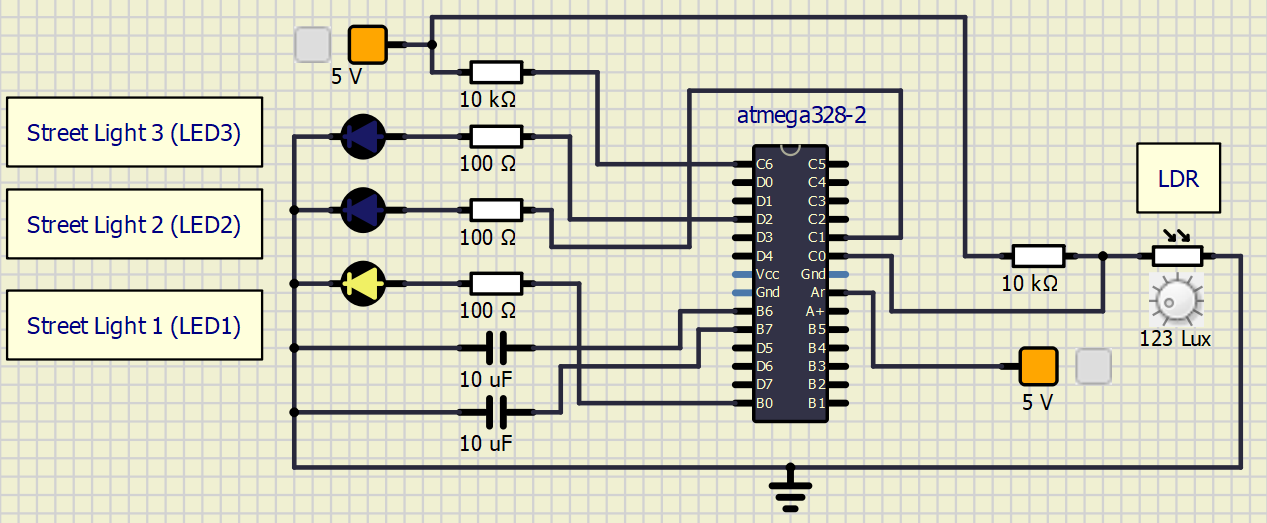 5 V
10 kΩ
Street Light 3 (LED3)
100 Ω
Street Light 2 (LED2)
100 Ω
Street Light 1 (LED1)
100 Ω
10 uF
10 uF
atmega328-2
C6 C5
D0 C4
D1 C3
D2 C2
D3 C1
D4 C0
Vcc Gnd
Gnd Ar
B6 A+
B7 B5
D5 B4
D6 B3
D7 B2
B0 B1
LDR
10 kΩ
123 Lux
5 V